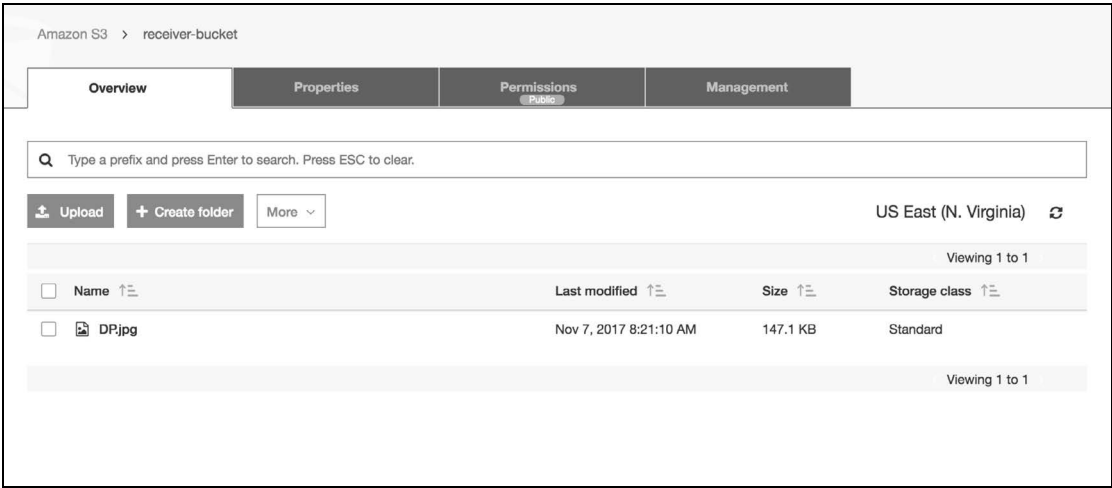 Amazon S3 > receiver-bucket
Overview Properties Permissions Management
Public
Type a prefix and press Enter to search. Press ESC to clear.
Upload + Create folder More US East (N. Virginia)
Viewing 1 to 1
Name Last modified Size Storage class
DP.jpg Nov 7, 2017 8:21:10 AM 147.1 KB Standard
Viewing 1 to 1